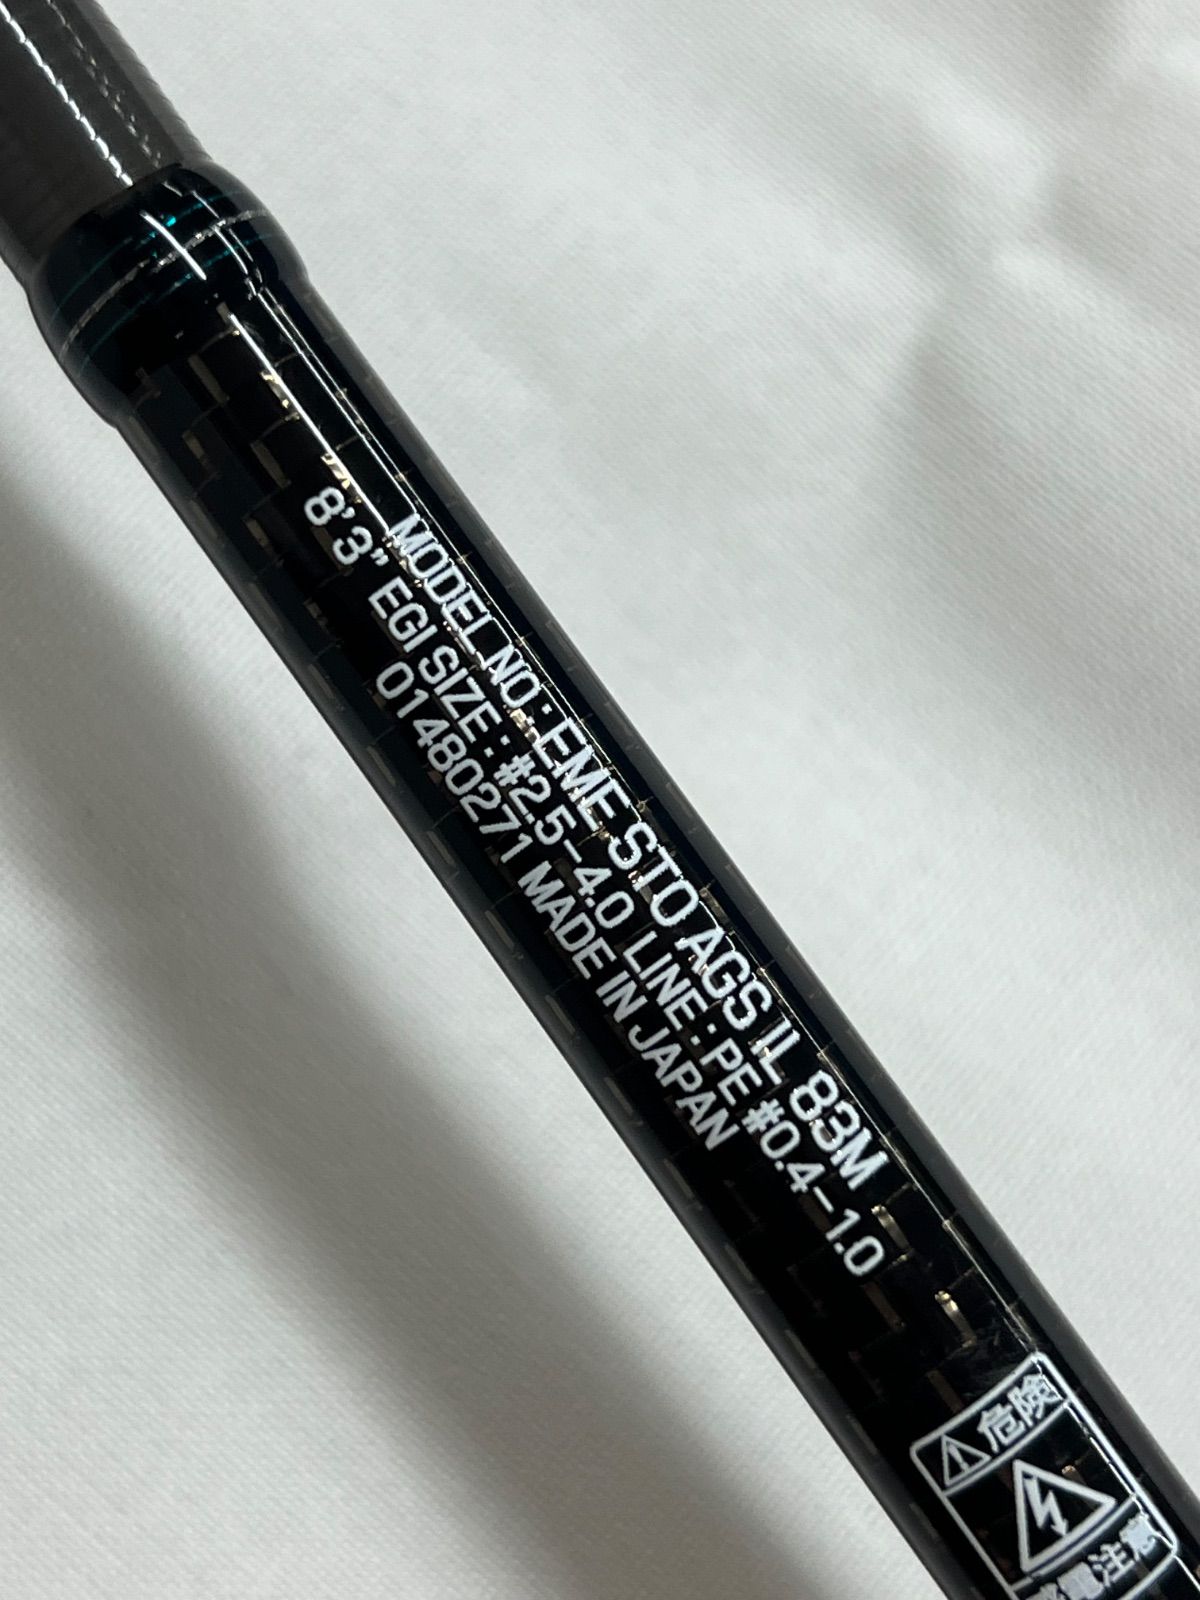 MODEL NO.: EME STO AGS IL 83M
8'3" EGI SIZE: #2.5-4.0 LINE: PE #0.4-1.0
01480271 MADE IN JAPAN
危険
感電注意